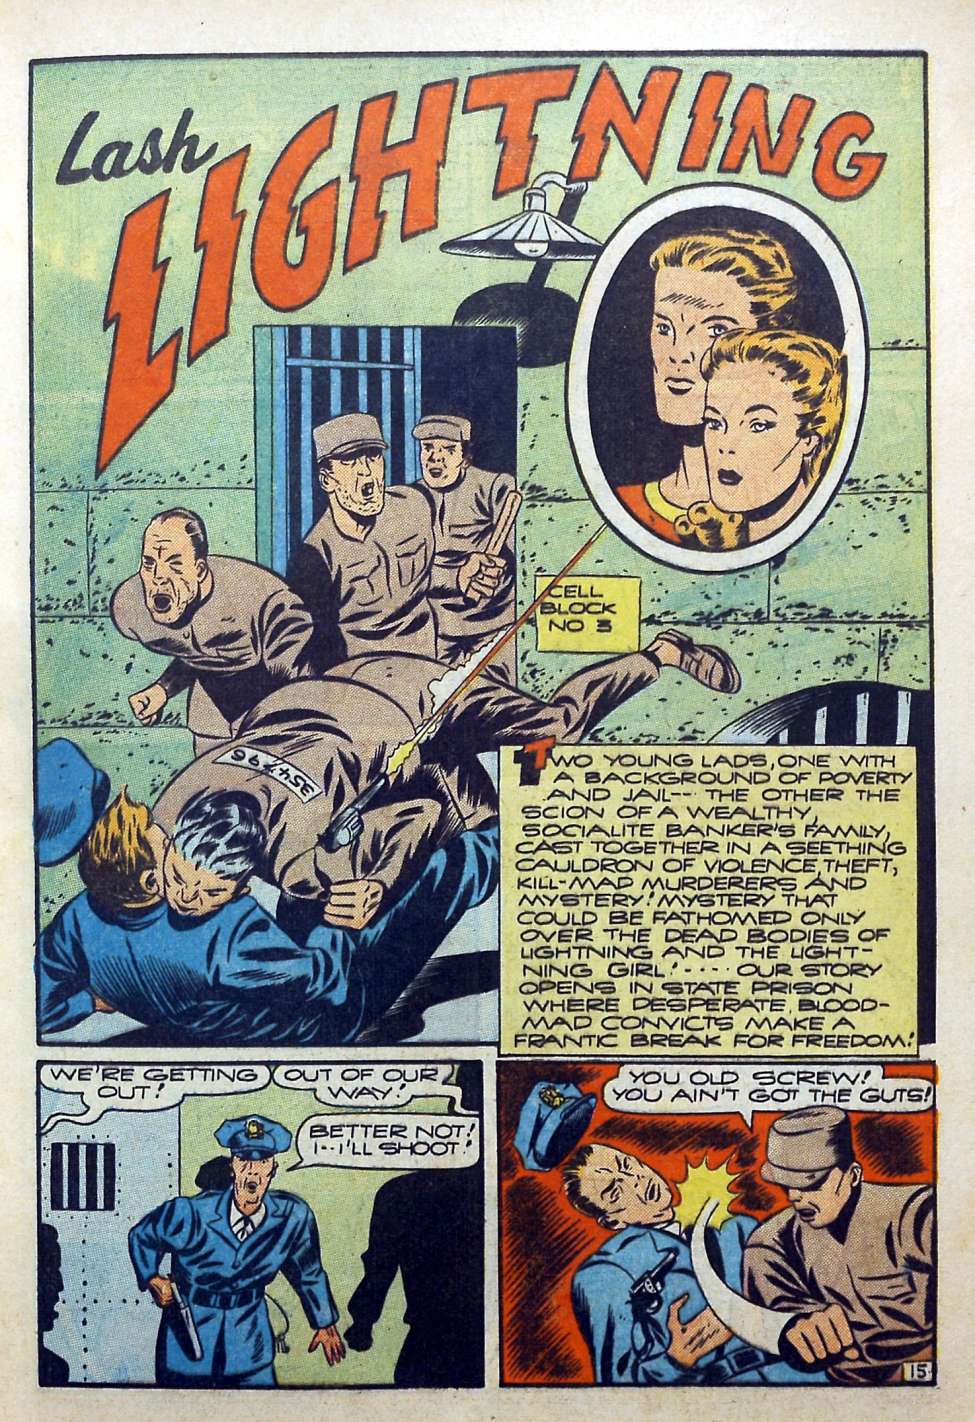 Lash
LIGHTNING
CELL
BLOCK
NO 3
354796
TWO YOUNG LADS, ONE WITH
A BACKGROUND OF POVERTY
AND JAIL-- THE OTHER THE
SCION OF A WEALTHY,
SOCIALITE BANKER'S FAMILY,
CAST TOGETHER IN A SEETHING
CAULDRON OF VIOLENCE, THEFT,
KILL-MAD MURDERERS AND
MYSTERY! MYSTERY THAT
COULD BE FATHOMED ONLY
OVER THE DEAD BODIES OF
LIGHTNING AND THE LIGHT-
NING GIRL!---- OUR STORY
OPENS IN STATE PRISON
WHERE DESPERATE, BLOOD-
MAD CONVICTS MAKE A
FRANTIC BREAK FOR FREEDOM!
WE'RE GETTING
OUT!
OUT OF OUR
WAY!
BETTER NOT!
I--I'LL SHOOT!
YOU OLD SCREW!
YOU AIN'T GOT THE GUTS!
15